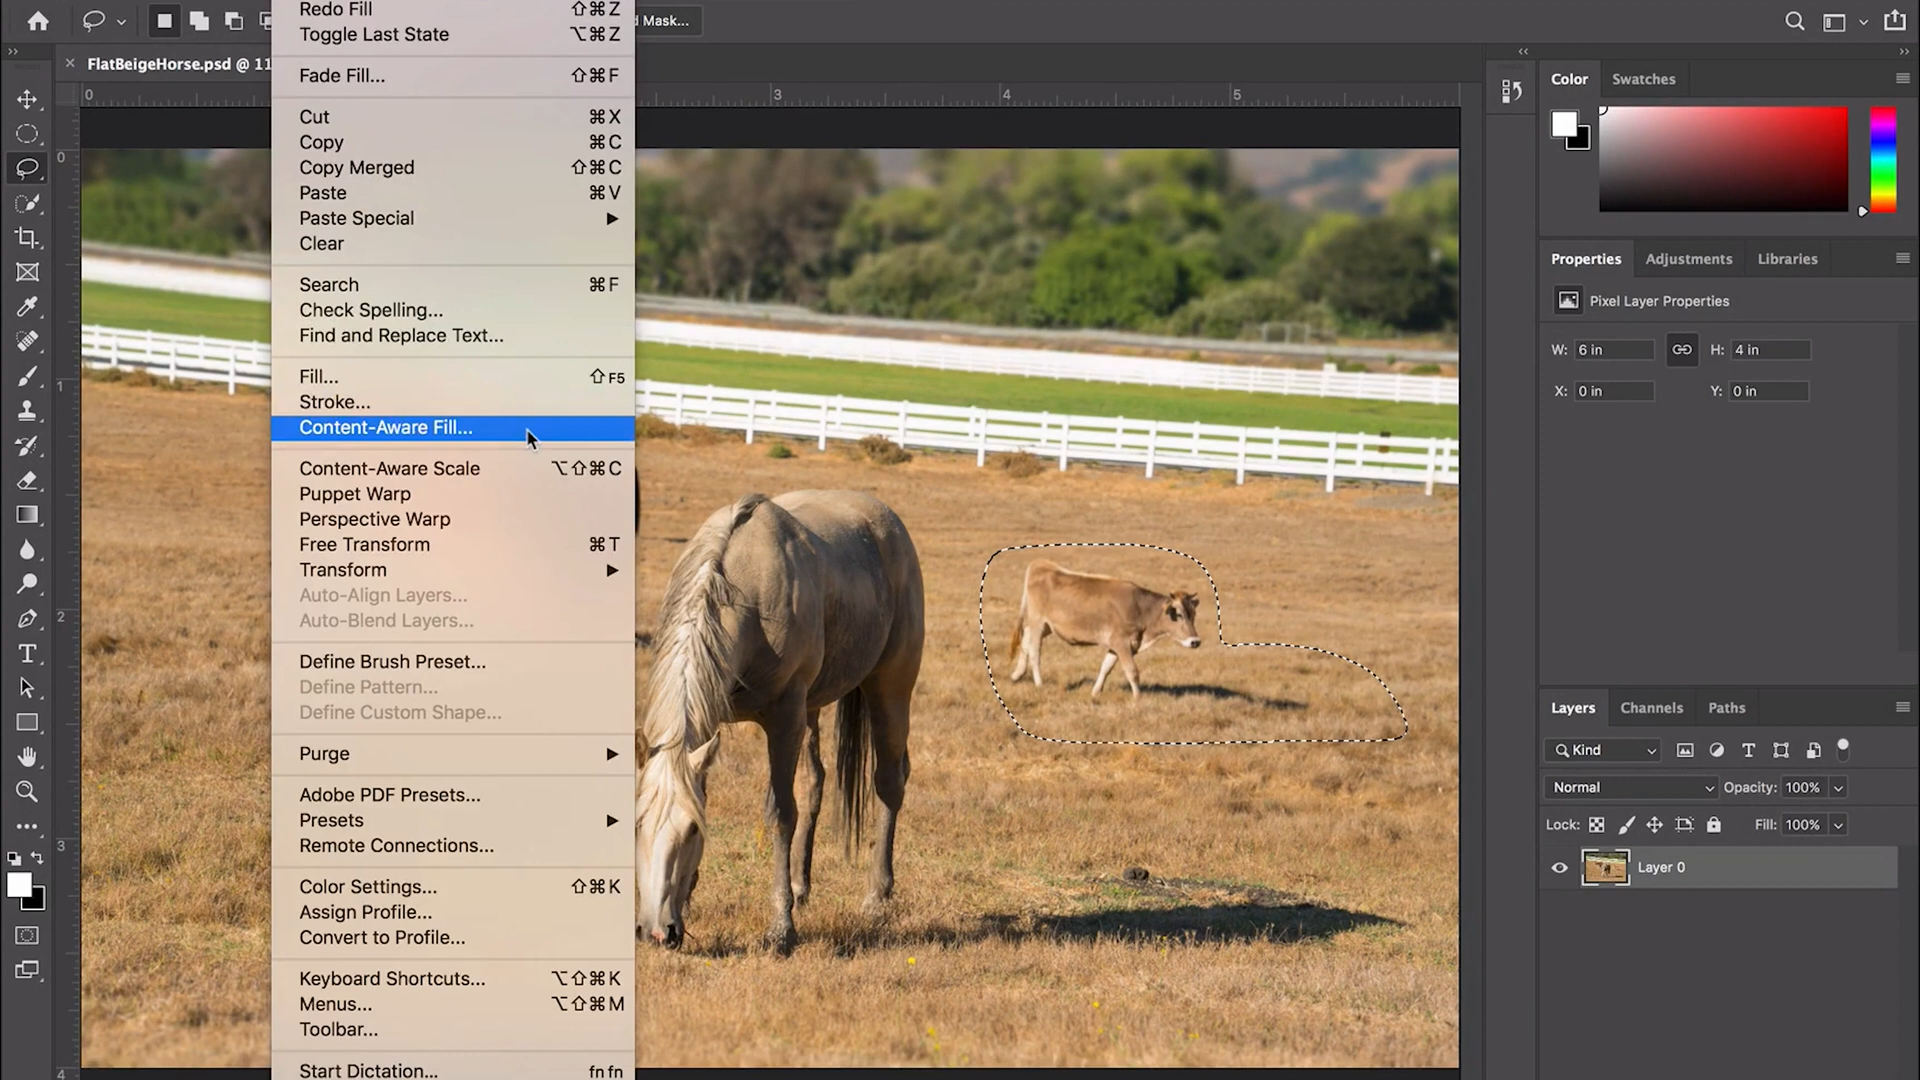 Redo Fill ⇧⌘Z
Toggle Last State ⌥⌘Z
d Mask...
FlatBeigeHorse.psd @ 11
Fade Fill... ⇧⌘F
Cut ⌘X
Copy ⌘C
Copy Merged ⇧⌘C
Paste ⌘V
Paste Special
Clear
Search ⌘F
Check Spelling...
Find and Replace Text...
Fill... ⇧F5
Stroke...
Content-Aware Fill...
Content-Aware Scale ⌥⇧⌘C
Puppet Warp
Perspective Warp
Free Transform ⌘T
Transform
Auto-Align Layers...
Auto-Blend Layers...
Define Brush Preset...
Define Pattern...
Define Custom Shape...
Purge
Adobe PDF Presets...
Presets
Remote Connections...
Color Settings... ⇧⌘K
Assign Profile...
Convert to Profile...
Keyboard Shortcuts... ⌥⇧⌘K
Menus... ⌥⇧⌘M
Toolbar...
Start Dictation... fn fn
0 3 4 5
0
1
2
3
4
Color Swatches
Properties Adjustments Libraries
Pixel Layer Properties
W: 6 in H: 4 in
X: 0 in Y: 0 in
Layers Channels Paths
Kind
Normal Opacity: 100%
Lock: Fill: 100%
Layer 0